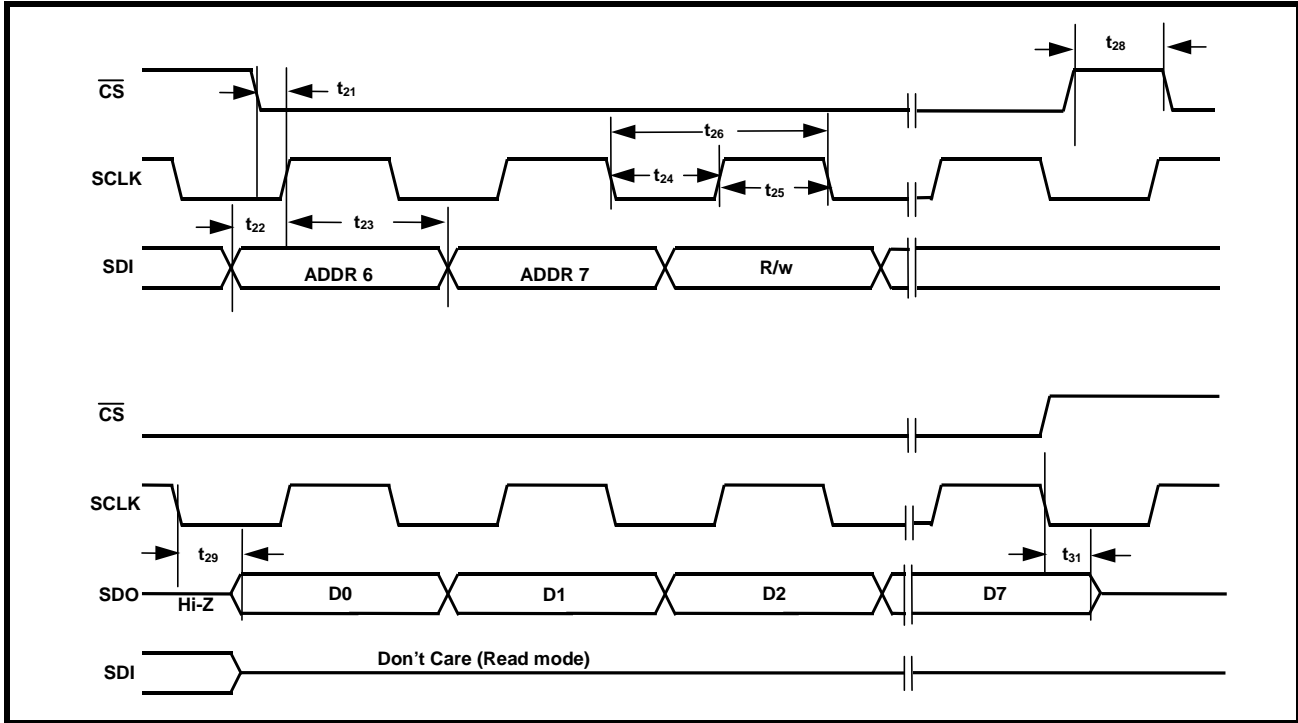 t28
CS
t21
t26
SCLK
t24
t25
t22
t23
SDI
ADDR 6
ADDR 7
R/w
CS
SCLK
t29
t31
SDO
Hi-Z
D0
D1
D2
D7
SDI
Don't Care (Read mode)